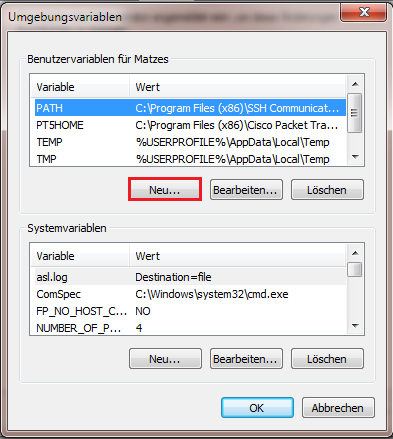 Umgebungsvariablen
Benutzervariablen für Matzes
Variable Wert
PATH C:\Program Files (x86)\SSH Communicat...
PT5HOME C:\Program Files (x86)\Cisco Packet Tra...
TEMP %USERPROFILE%\AppData\Local\Temp
TMP %USERPROFILE%\AppData\Local\Temp
Neu... Bearbeiten... Löschen
Systemvariablen
Variable Wert
asl.log Destination=file
ComSpec C:\Windows\system32\cmd.exe
FP_NO_HOST_C... NO
NUMBER_OF_P... 4
Neu... Bearbeiten... Löschen
OK Abbrechen